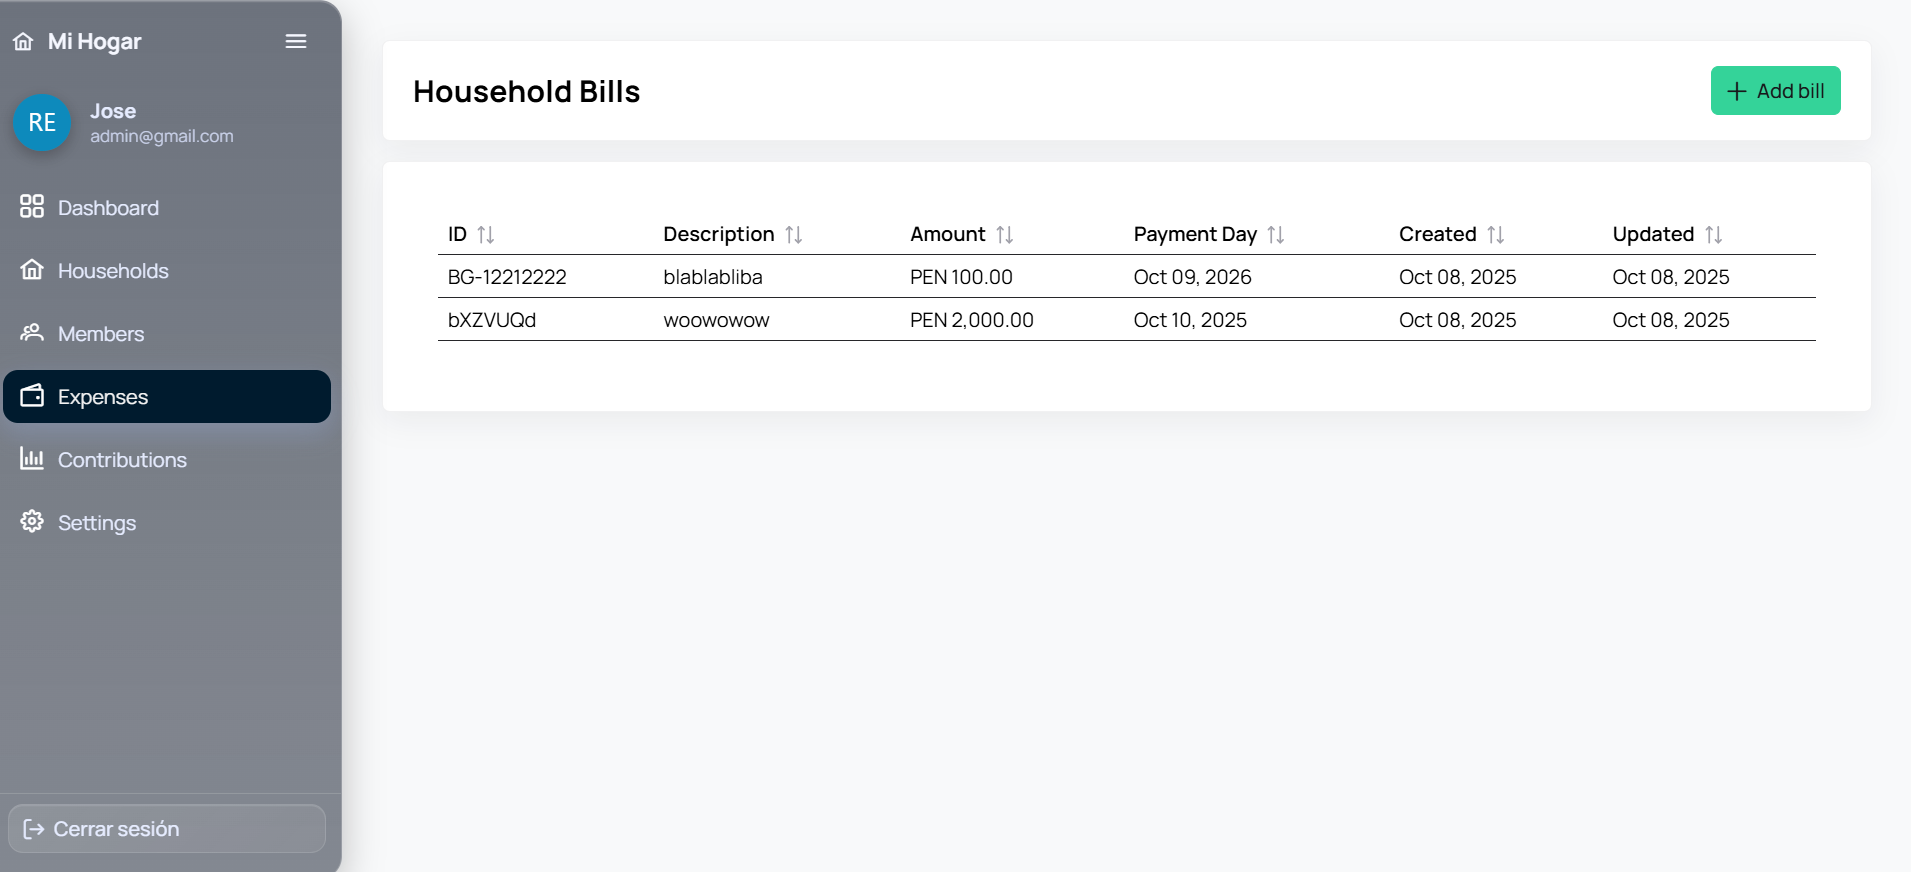 Mi Hogar
RE
Jose
admin@gmail.com
Dashboard
Households
Members
Expenses
Contributions
Settings
Cerrar sesión
Household Bills
Add bill
ID Description Amount Payment Day Created Updated
BG-12212222 blablabliba PEN 100.00 Oct 09, 2026 Oct 08, 2025 Oct 08, 2025
bXZVUQd woowowow PEN 2,000.00 Oct 10, 2025 Oct 08, 2025 Oct 08, 2025